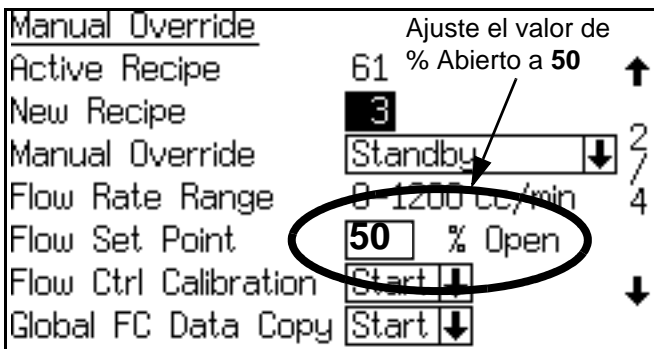 Manual Override
Ajuste el valor de
% Abierto a 50
Active Recipe 61
New Recipe 3
Manual Override Standby
Flow Rate Range 0-1200 cc/min
Flow Set Point 50 % Open
Flow Ctrl Calibration Start
Global FC Data Copy Start
2/4